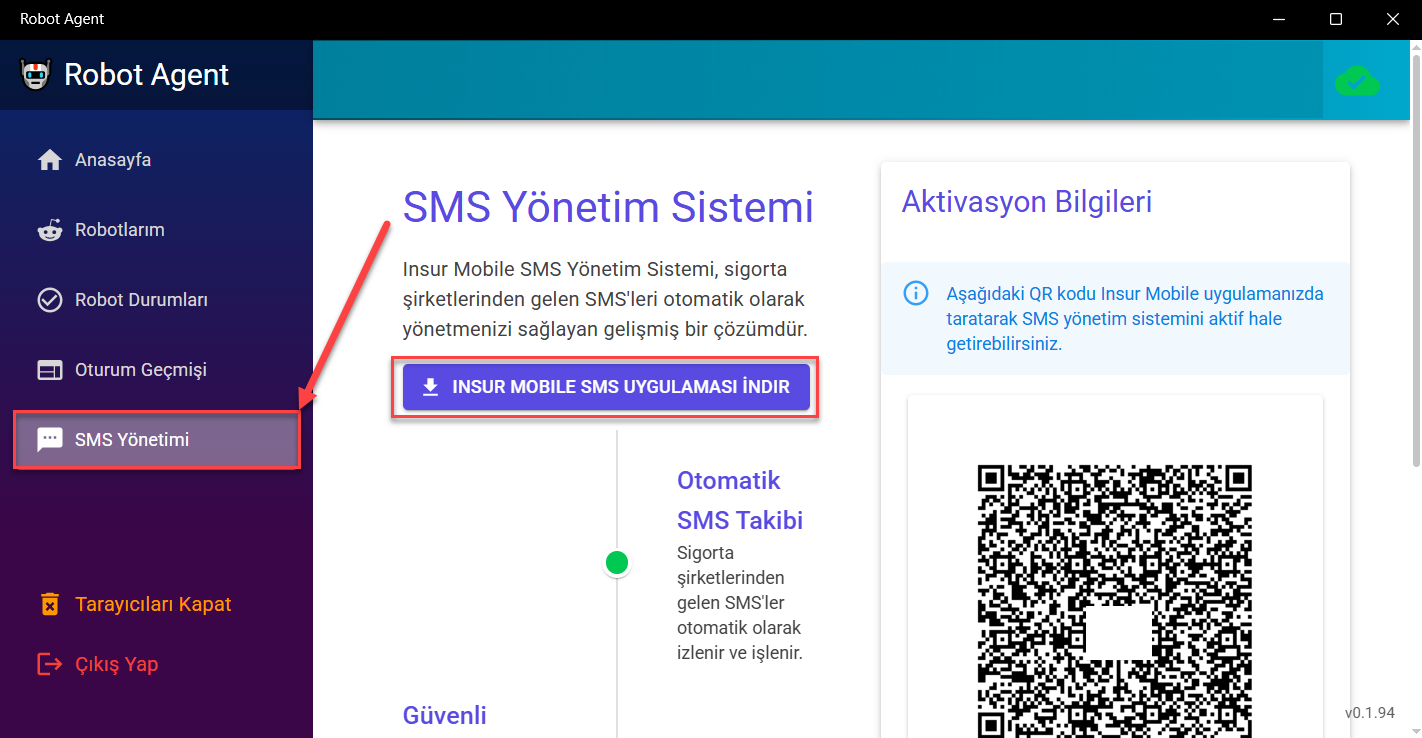 Robot Agent
Robot Agent
Anasayfa
Robotlarım
Robot Durumları
Oturum Geçmişi
SMS Yönetimi
Tarayıcıları Kapat
Çıkış Yap
SMS Yönetim Sistemi
Insur Mobile SMS Yönetim Sistemi, sigorta
şirketlerinden gelen SMS'leri otomatik olarak
yönetmenizi sağlayan gelişmiş bir çözümdür.
INSUR MOBILE SMS UYGULAMASI İNDİR
Otomatik
SMS Takibi
Sigorta
şirketlerinden
gelen SMS'ler
otomatik olarak
izlenir ve işlenir.
Güvenli
Aktivasyon Bilgileri
Aşağıdaki QR kodu Insur Mobile uygulamanızda
taratarak SMS yönetim sistemini aktif hale
getirebilirsiniz.
v0.1.94